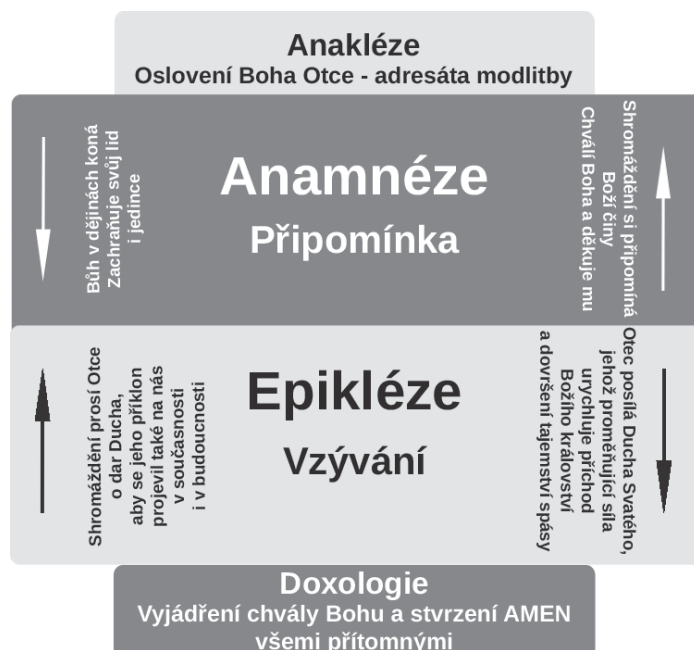 Anakléze
Oslovení Boha Otce - adresáta modlitby
Bůh v dějinách koná
Zachraňuje svůj lid
i jedince
Anamnéze
Připomínka
Shromáždění si připomíná
Boží činy
Chválí Boha a děkuje mu
Shromáždění prosí Otce
o dar Ducha,
aby se jeho příklon
projevil také na nás
v současnosti
i v budoucnosti
Epikléze
Vzývání
Otec posílá Ducha Svatého,
jehož proměňující síla
urychluje příchod
Božího království
a dovršení tajemství spásy
Doxologie
Vyjádření chvály Bohu a stvrzení AMEN
všemi přítomnými